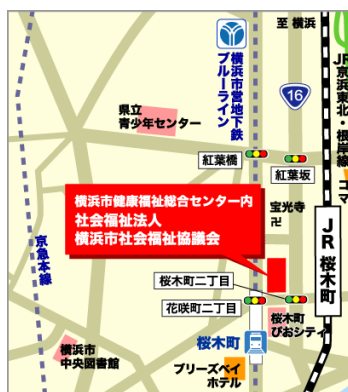 至 横浜
横浜市営地下鉄
ブルーライン
16
JR京浜東北・根岸線
県立
青少年センター
紅葉橋
紅葉坂
横浜市健康福祉総合センター内
社会福祉法人
横浜市社会福祉協議会
宝光寺
卍
JR 桜木町
京急本線
桜木町二丁目
花咲町二丁目
桜木町
ぴおシティ
桜木町
横浜市
中央図書館
ブリーズベイ
ホテル